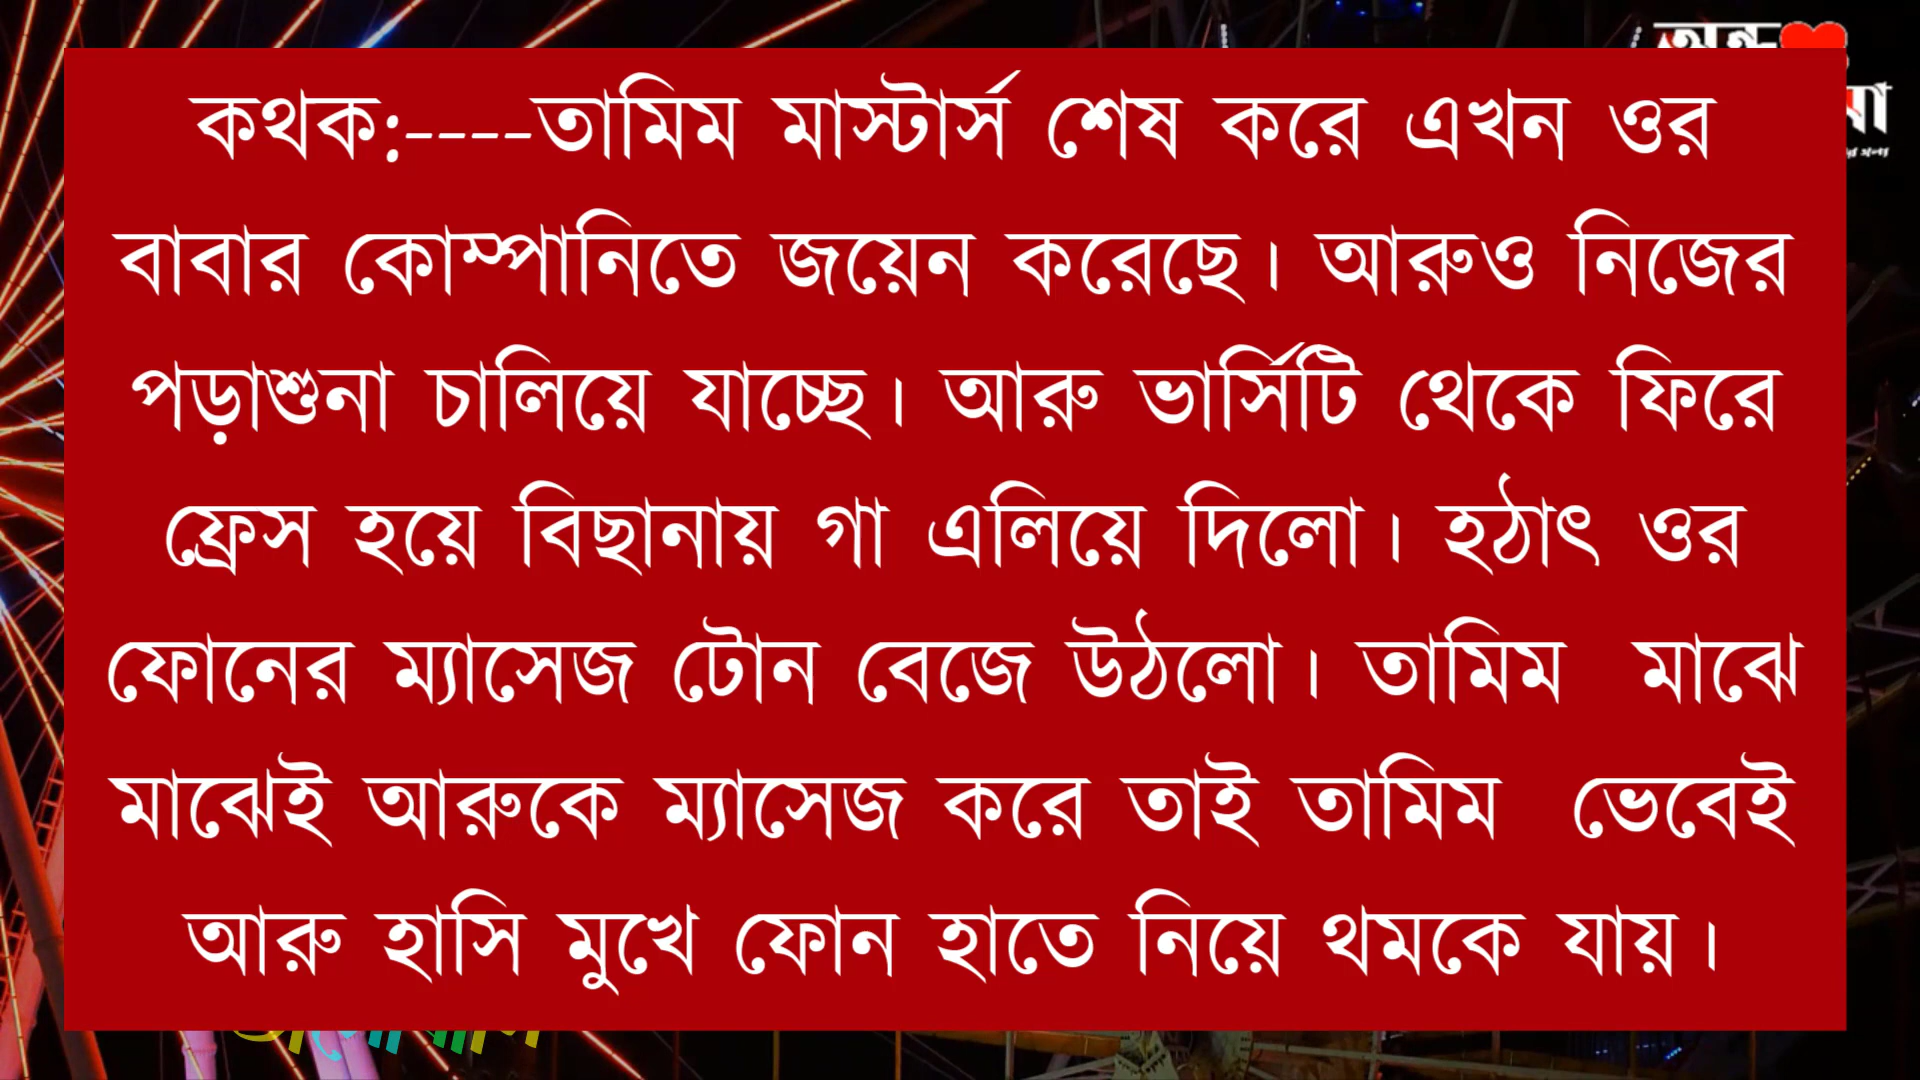 কথক:----তামিম মাস্টার্স শেষ করে এখন ওর
বাবার কোম্পানিতে জয়েন করেছে। আরুও নিজের
পড়াশুনা চালিয়ে যাচ্ছে। আরু ভার্সিটি থেকে ফিরে
ফ্রেস হয়ে বিছানায় গা এলিয়ে দিলো। হঠাৎ ওর
ফোনের ম্যাসেজ টোন বেজে উঠলো। তামিম মাঝে
মাঝেই আরুকে ম্যাসেজ করে তাই তামিম ভেবেই
আরু হাসি মুখে ফোন হাতে নিয়ে থমকে যায়।